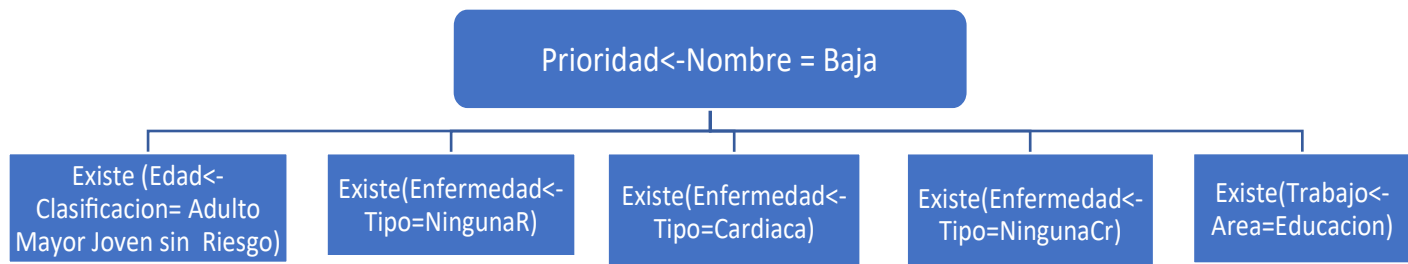 Prioridad<-Nombre = Baja
Existe (Edad<-
Clasificacion= Adulto
Mayor Joven sin  Riesgo)
Existe(Enfermedad<-
Tipo=NingunaR)
Existe(Enfermedad<-
Tipo=Cardiaca)
Existe(Enfermedad<-
Tipo=NingunaCr)
Existe(Trabajo<-
Area=Educacion)